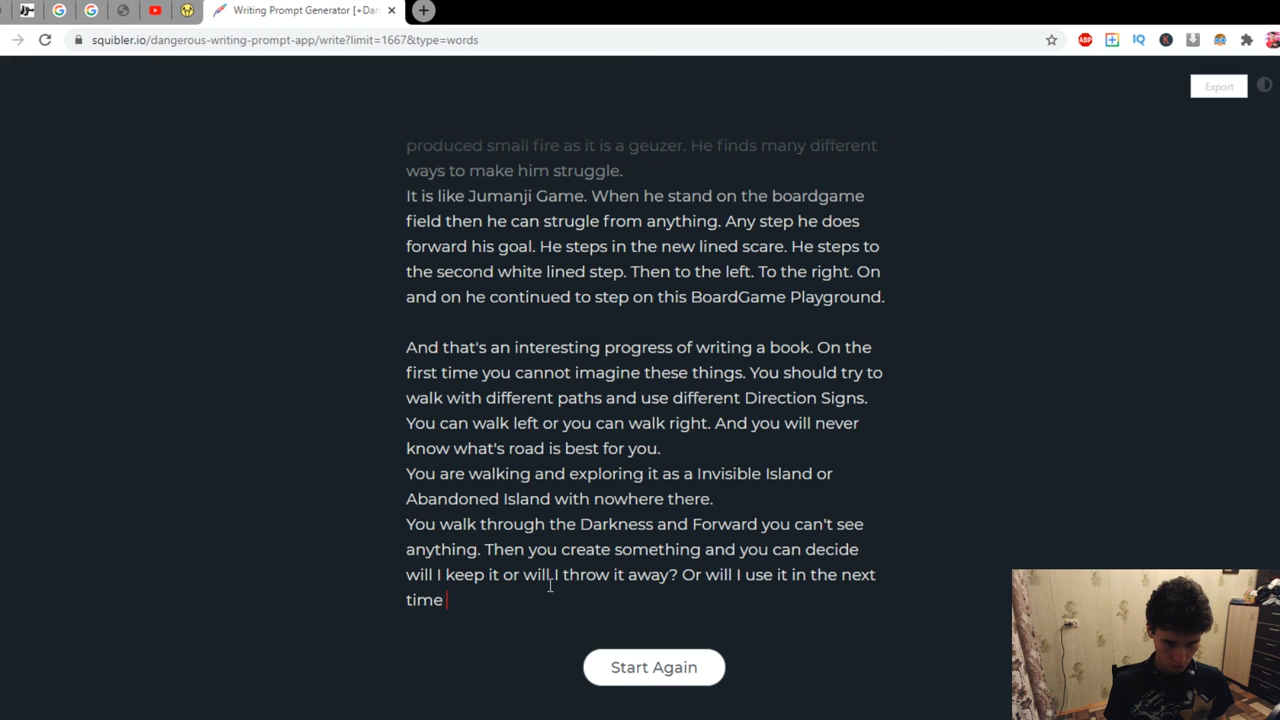 Writing Prompt Generator [+Dan
squibler.io/dangerous-writing-prompt-app/write?limit=1667&type=words
ABP
IQ
K
Export
produced small fire as it is a geuzer. He finds many different
ways to make him struggle.
It is like Jumanji Game. When he stand on the boardgame
field then he can strugle from anything. Any step he does
forward his goal. He steps in the new lined scare. He steps to
the second white lined step. Then to the left. To the right. On
and on he continued to step on this BoardGame Playground.
And that's an interesting progress of writing a book. On the
first time you cannot imagine these things. You should try to
walk with different paths and use different Direction Signs.
You can walk left or you can walk right. And you will never
know what's road is best for you.
You are walking and exploring it as a Invisible Island or
Abandoned Island with nowhere there.
You walk through the Darkness and Forward you can't see
anything. Then you create something and you can decide
will I keep it or will I throw it away? Or will I use it in the next
time
Start Again